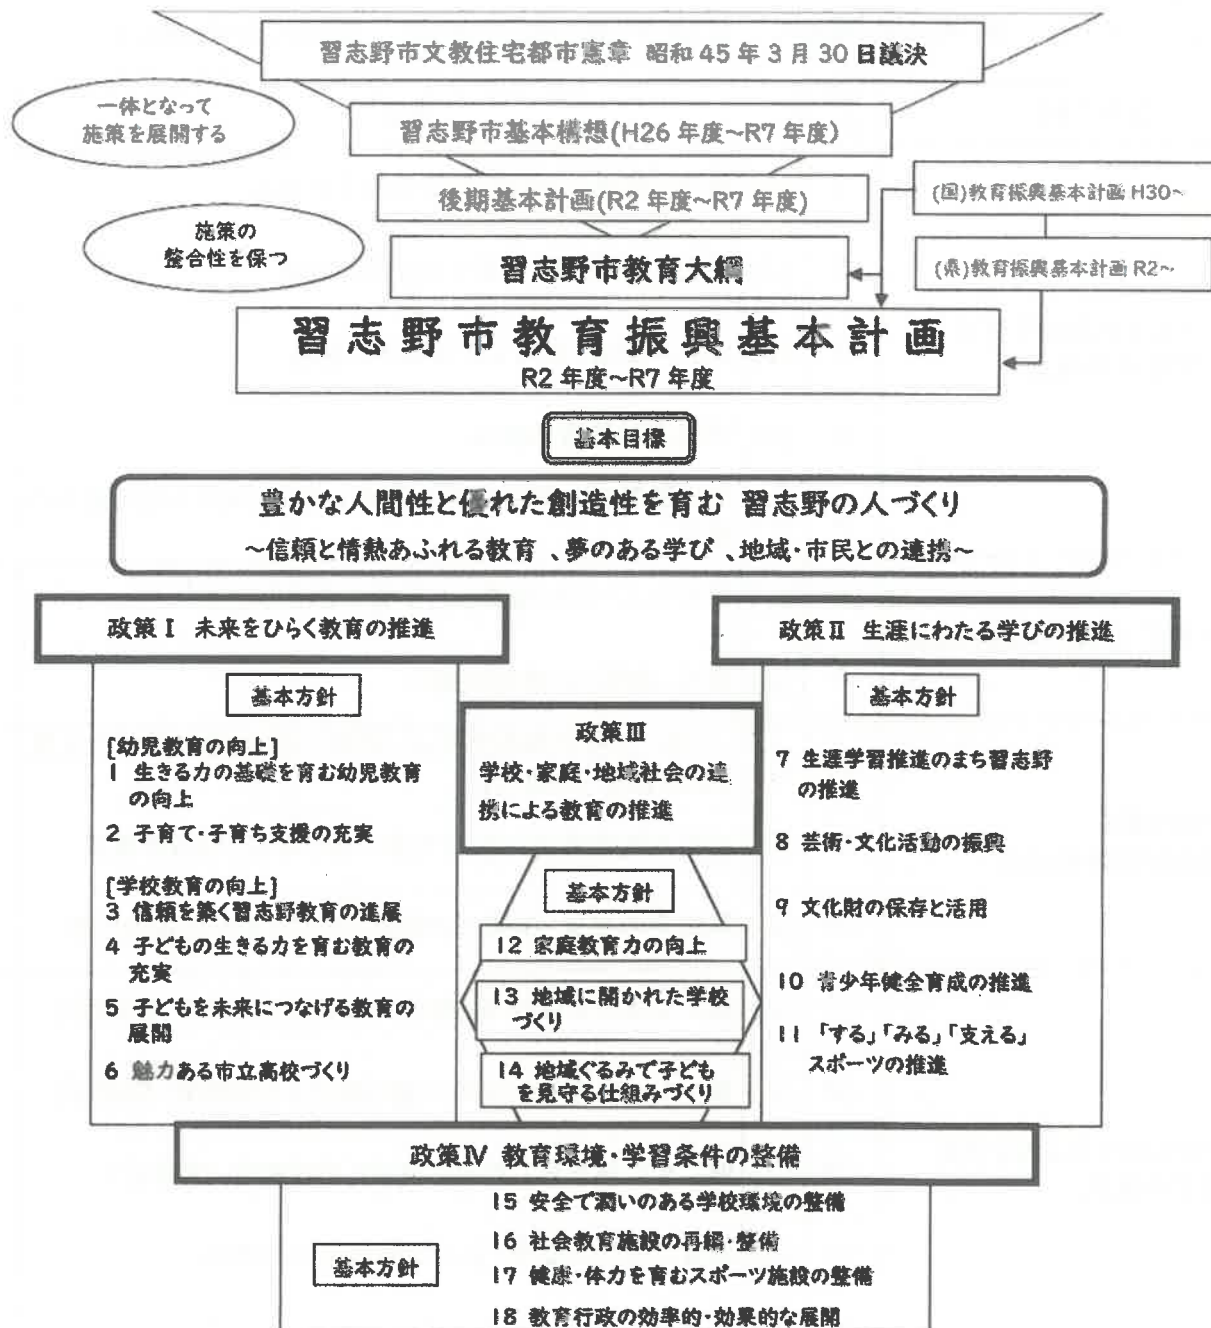 習志野市文教住宅都市憲章 昭和45年3月30日議決
一体となって
施策を展開する
習志野市基本構想(H26年度～R7年度)
後期基本計画(R2年度～R7年度)
(国)教育振興基本計画 H30～
施策の
整合性を保つ
習志野市教育大綱
(県)教育振興基本計画 R2～
習志野市教育振興基本計画
R2年度～R7年度
基本目標
豊かな人間性と優れた創造性を育む 習志野の人づくり
～信頼と情熱あふれる教育、夢のある学び、地域・市民との連携～
政策Ⅰ 未来をひらく教育の推進
基本方針
[幼児教育の向上]
1 生きる力の基礎を育む幼児教育
の向上
2 子育て・子育ち支援の充実
[学校教育の向上]
3 信頼を築く習志野教育の進展
4 子どもの生きる力を育む教育の
充実
5 子どもを未来につなげる教育の
展開
6 魅力ある市立高校づくり
政策Ⅲ
学校・家庭・地域社会の連
携による教育の推進
基本方針
12 家庭教育力の向上
13 地域に開かれた学校
づくり
14 地域ぐるみで子ども
を見守る仕組みづくり
政策Ⅱ 生涯にわたる学びの推進
基本方針
7 生涯学習推進のまち習志野
の推進
8 芸術・文化活動の振興
9 文化財の保存と活用
10 青少年健全育成の推進
11 「する」「みる」「支える」
スポーツの推進
政策Ⅳ 教育環境・学習条件の整備
基本方針
15 安全で潤いのある学校環境の整備
16 社会教育施設の再編・整備
17 健康・体力を育むスポーツ施設の整備
18 教育行政の効率的・効果的な展開